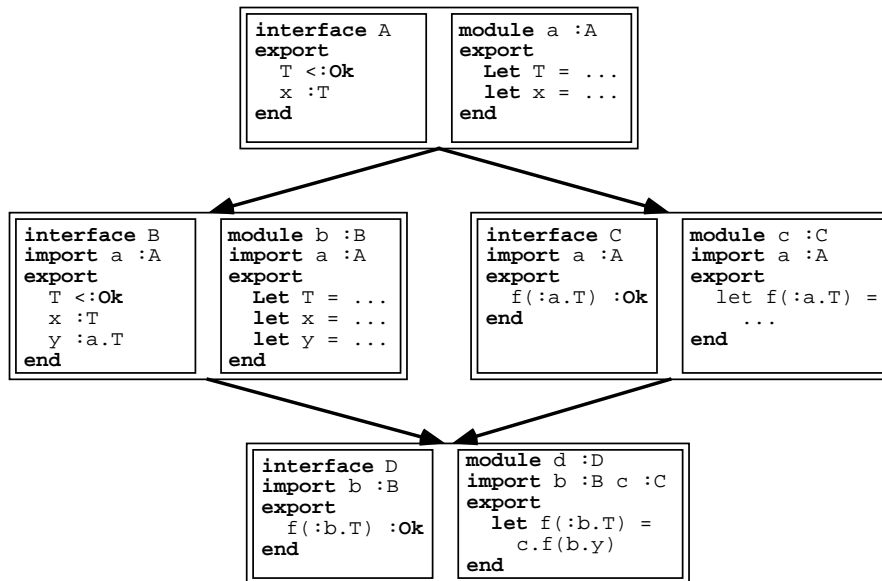 interface A
export
T <:Ok
x :T
end
module a :A
export
Let T = ...
let x = ...
end
interface B
import a :A
export
T <:Ok
x :T
y :a.T
end
module b :B
import a :A
export
Let T = ...
let x = ...
let y = ...
end
interface C
import a :A
export
f(:a.T) :Ok
end
module c :C
import a :A
export
let f(:a.T) =
...
end
interface D
import b :B
export
f(:b.T) :Ok
end
module d :D
import b :B c :C
export
let f(:b.T) =
c.f(b.y)
end